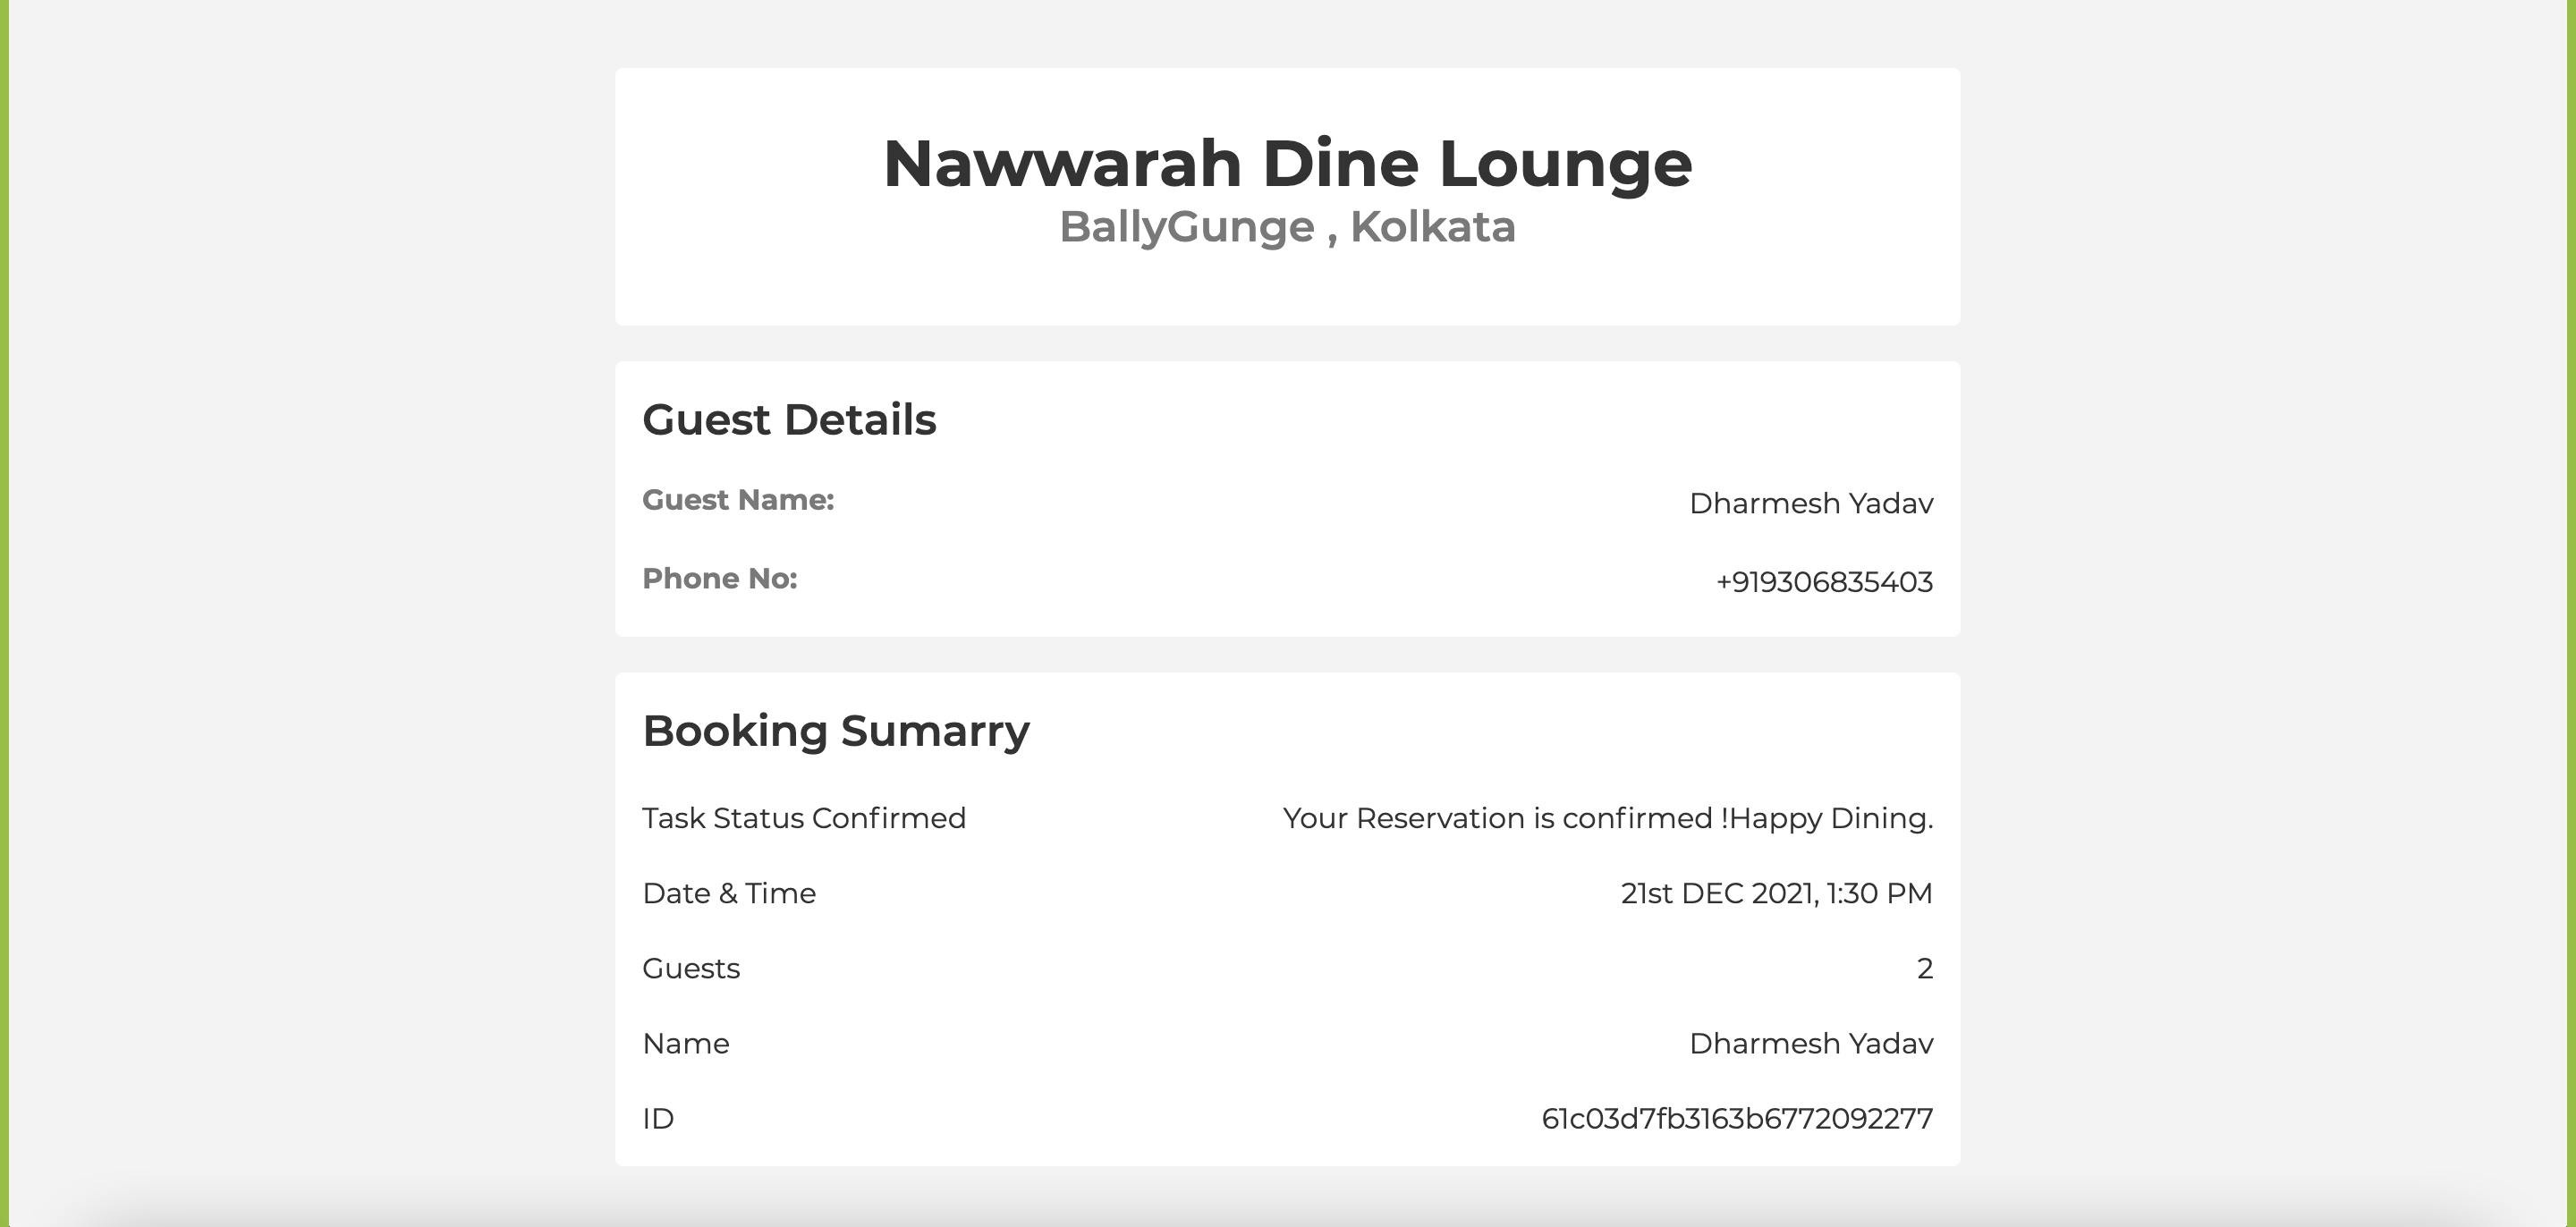 Nawwarah Dine Lounge
BallyGunge , Kolkata
Guest Details
Guest Name: Dharmesh Yadav
Phone No: +919306835403
Booking Sumarry
Task Status Confirmed Your Reservation is confirmed !Happy Dining.
Date & Time 21st DEC 2021, 1:30 PM
Guests 2
Name Dharmesh Yadav
ID 61c03d7fb3163b6772092277